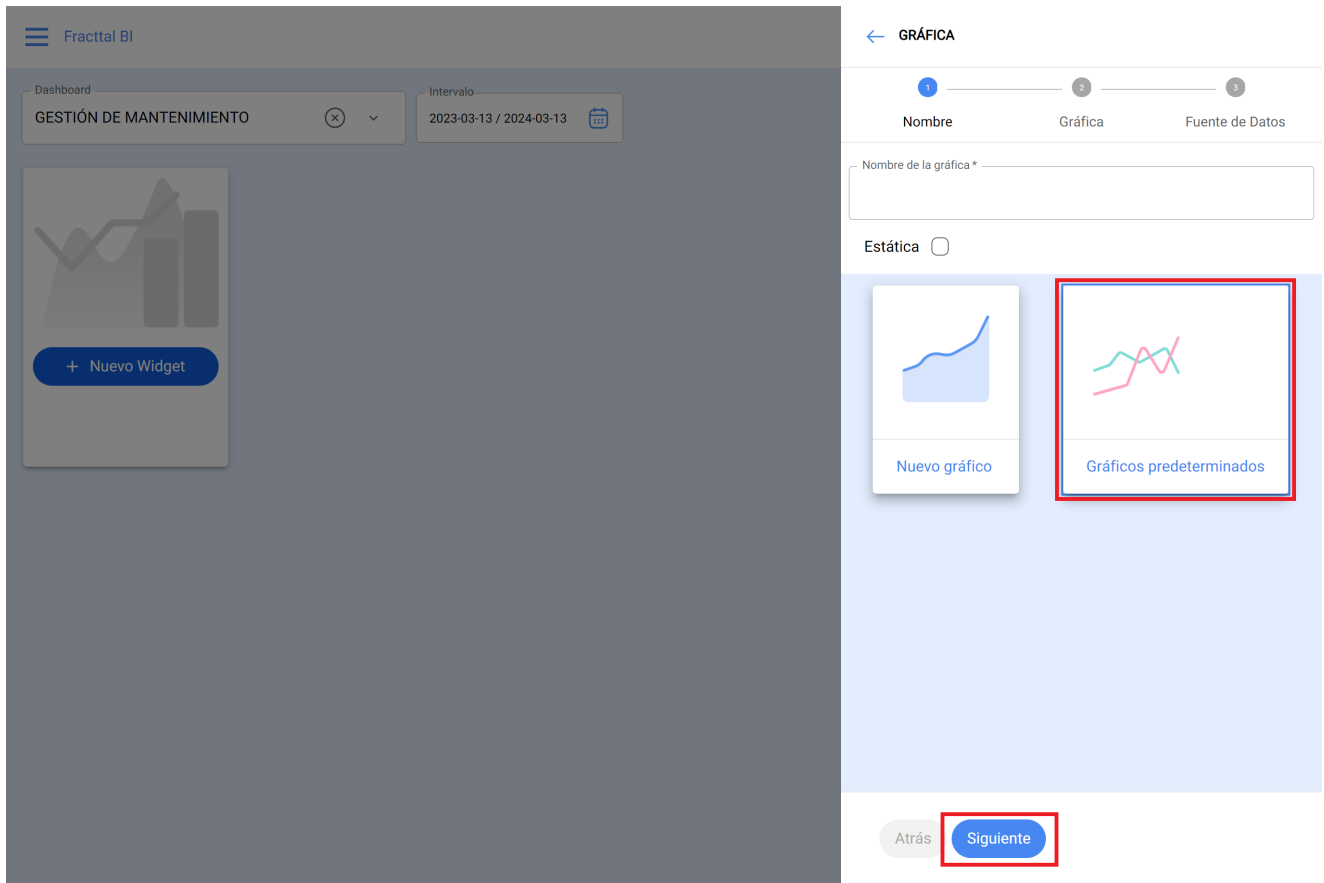 Fracttal BI
Dashboard
GESTIÓN DE MANTENIMIENTO
Intervalo
2023-03-13 / 2024-03-13
+ Nuevo Widget
GRÁFICA
1
2
3
Nombre
Gráfica
Fuente de Datos
Nombre de la gráfica *
Estática
Nuevo gráfico
Gráficos predeterminados
Atrás
Siguiente